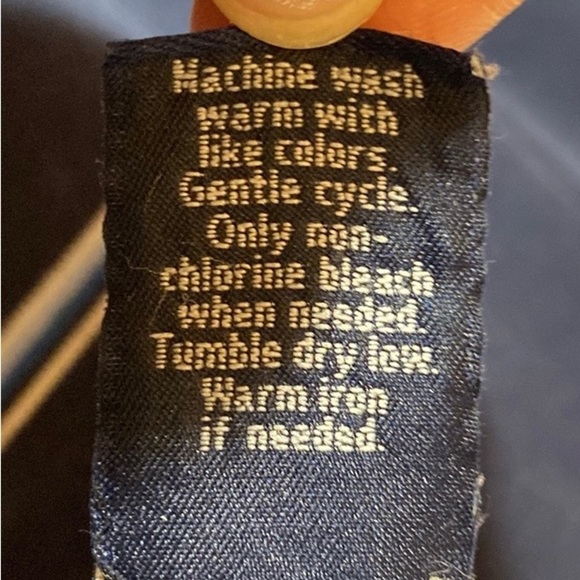 Machine wash
warm with
like colors.
Gentle cycle.
Only non-
chlorine bleach
when needed.
Tumble dry low.
Warm iron
if needed.